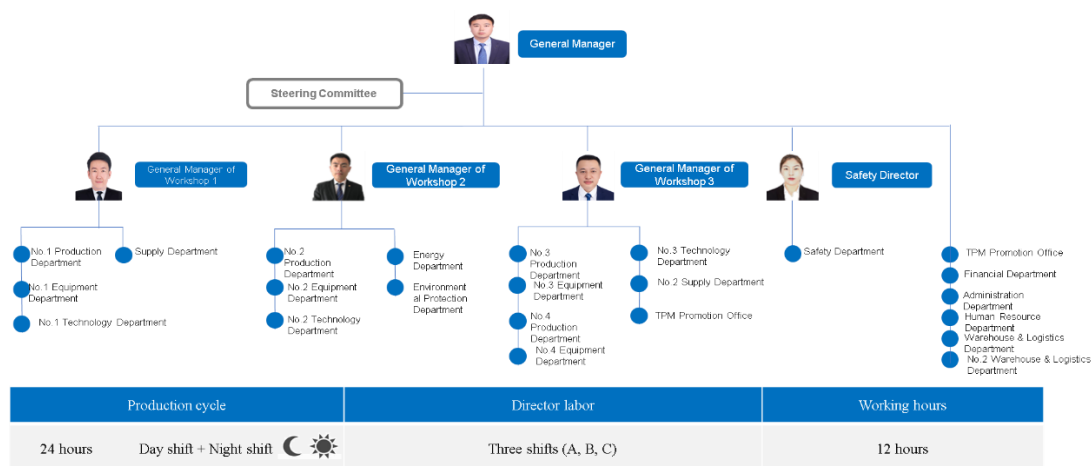 General Manager
Steering Committee
General Manager of
Workshop 1
General Manager of
Workshop 2
General Manager of
Workshop 3
Safety Director
No.1 Production
Department
No.1 Equipment
Department
No.1 Technology Department
Supply Department
No.2
Production
Department
No.2 Equipment
Department
No.2 Technology
Department
Energy
Department
Environment
al Protection
Department
No.3
Production
Department
No.3 Equipment
Department
No.4
Production
Department
No.4 Equipment
Department
No.3 Technology
Department
No.2 Supply Department
TPM Promotion Office
Safety Department
TPM Promotion Office
Financial Department
Administration
Department
Human Resource
Department
Warehouse & Logistics
Department
No.2 Warehouse & Logistics
Department
Production cycle
Director labor
Working hours
24 hours
Day shift + Night shift
Three shifts (A, B, C)
12 hours